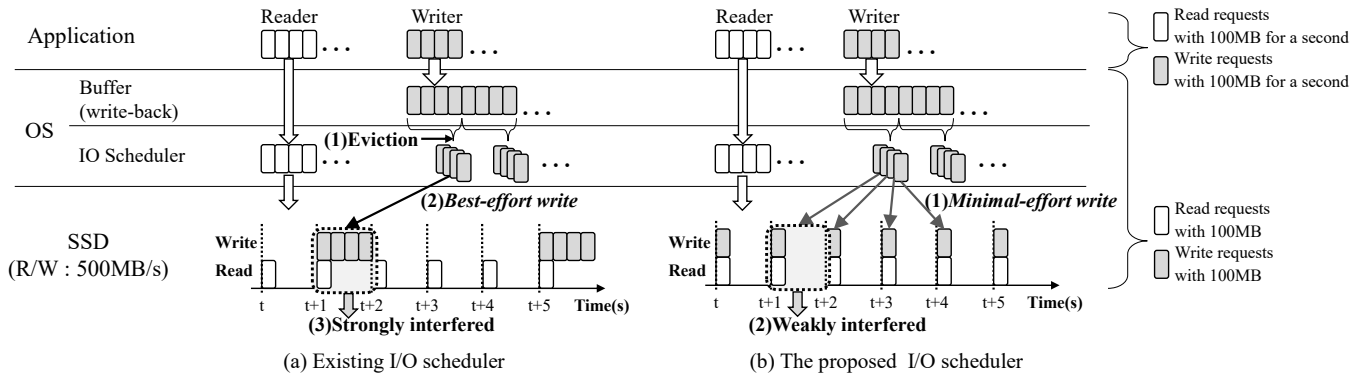 Application
OS
Buffer
(write-back)
IO Scheduler
SSD
(R/W : 500MB/s)
Reader
...
Writer
...
...
(1)Eviction
...
...
(2)Best-effort write
Write
Read
t
t+1
t+2
t+3
t+4
t+5
Time(s)
(3)Strongly interfered
(a) Existing I/O scheduler
Reader
...
Writer
...
...
...
...
(1)Minimal-effort write
Write
Read
t
t+1
t+2
t+3
t+4
t+5
Time(s)
(2)Weakly interfered
(b) The proposed I/O scheduler
Read requests
with 100MB for a second
Write requests
with 100MB for a second
Read requests
with 100MB
Write requests
with 100MB